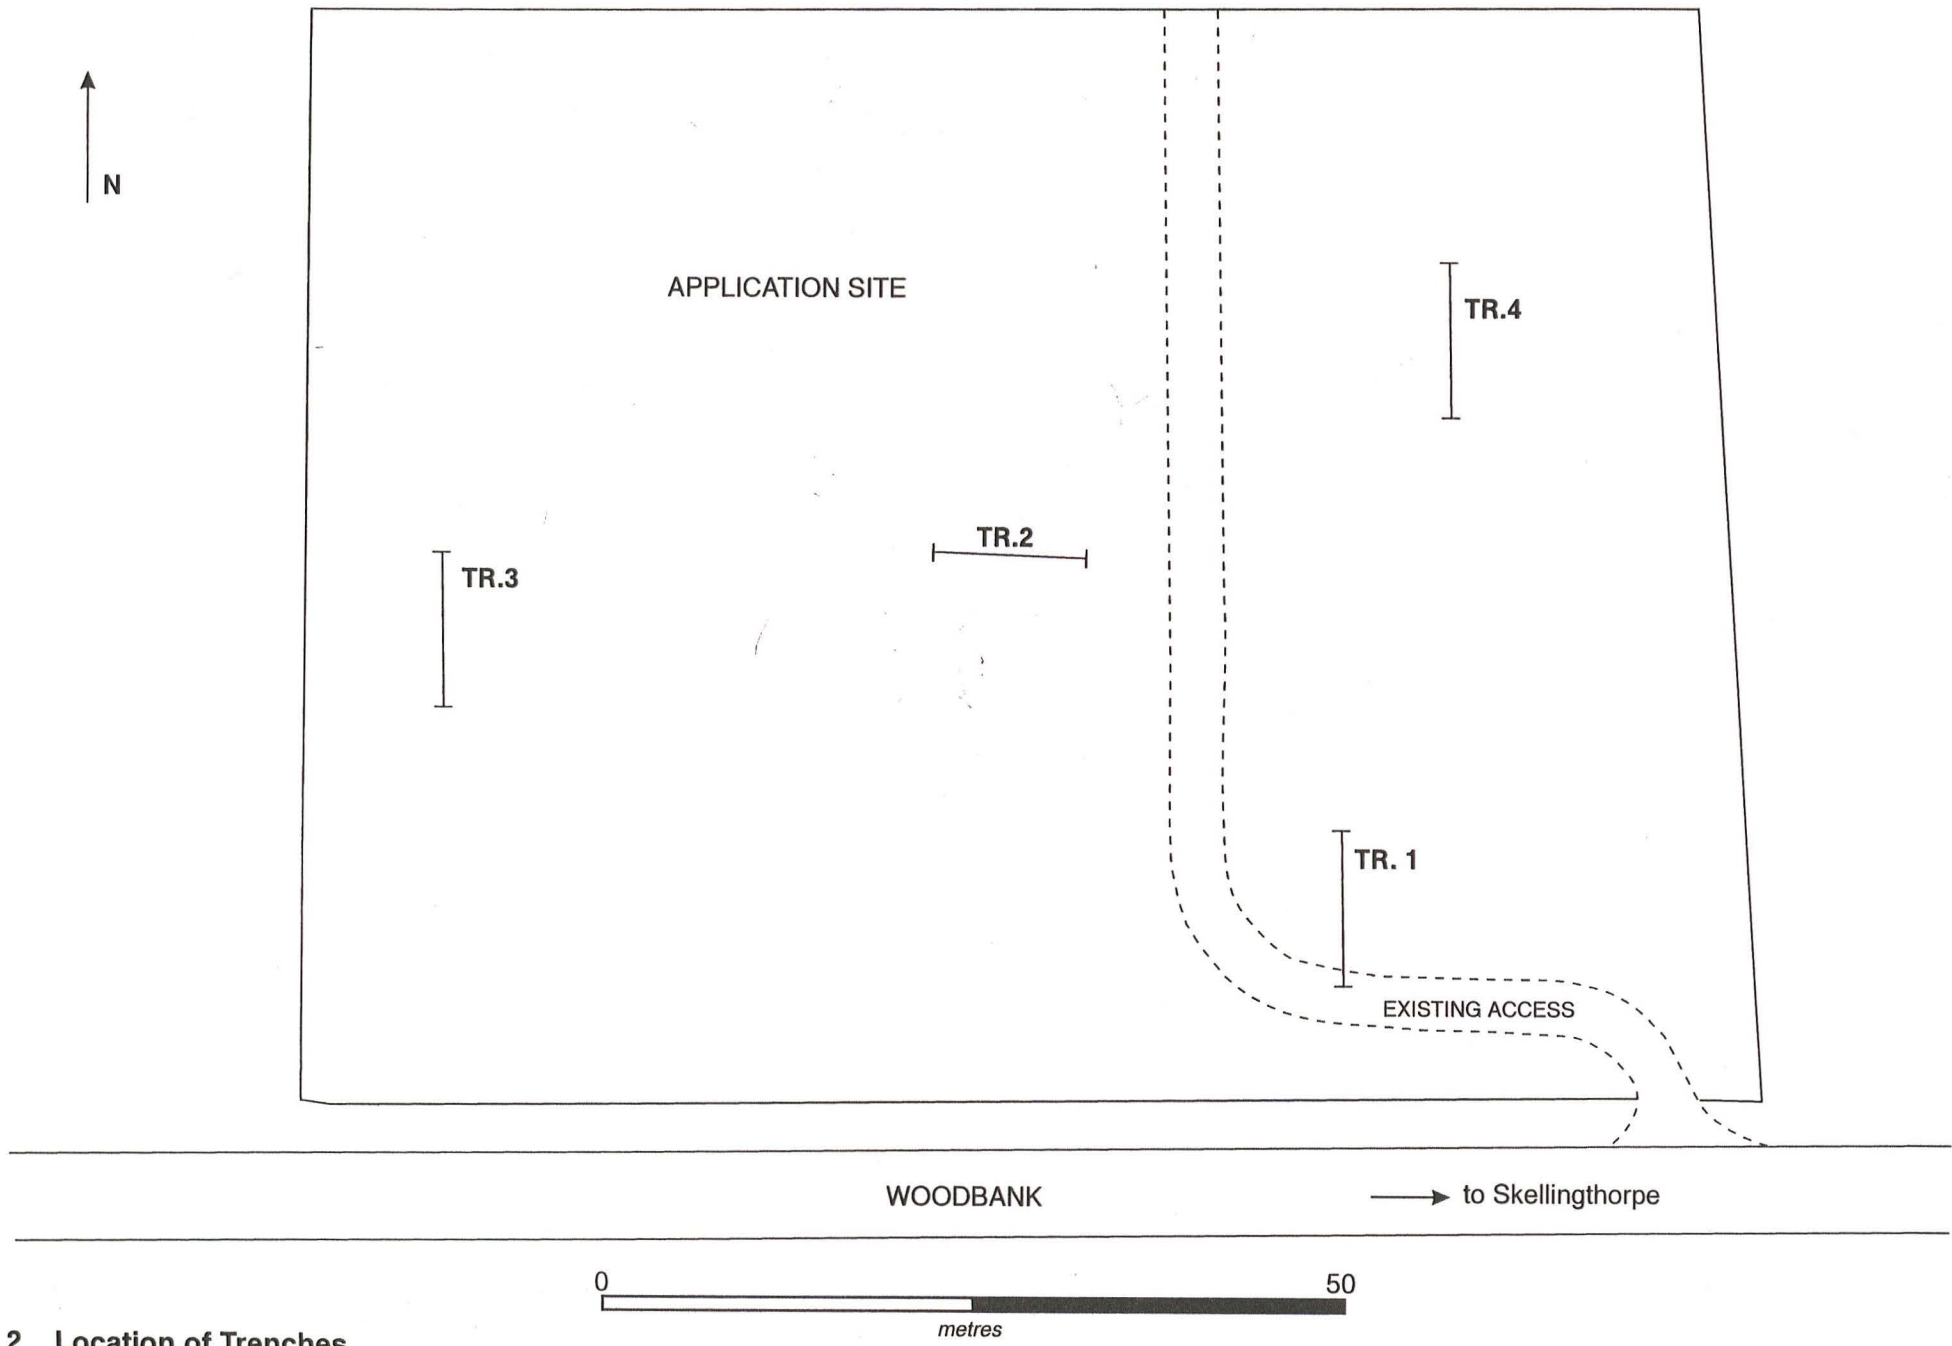 N
APPLICATION SITE
TR.4
TR.2
TR.3
TR. 1
EXISTING ACCESS
WOODBANK
to Skellingthorpe
0 50
metres
2 Location of Trenches